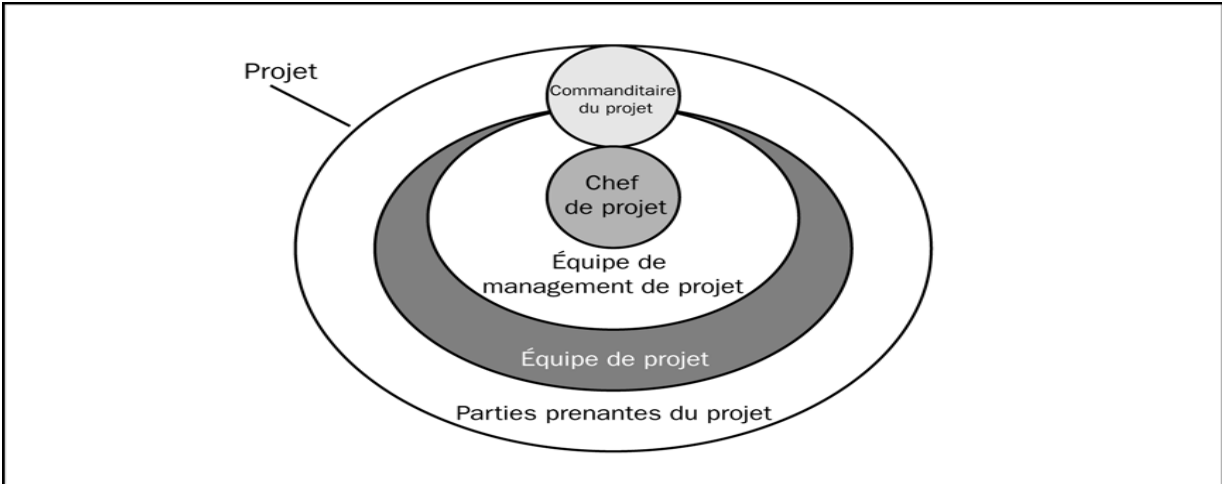 Projet
Commanditaire
du projet
Chef
de projet
Équipe de
management de projet
Équipe de projet
Parties prenantes du projet